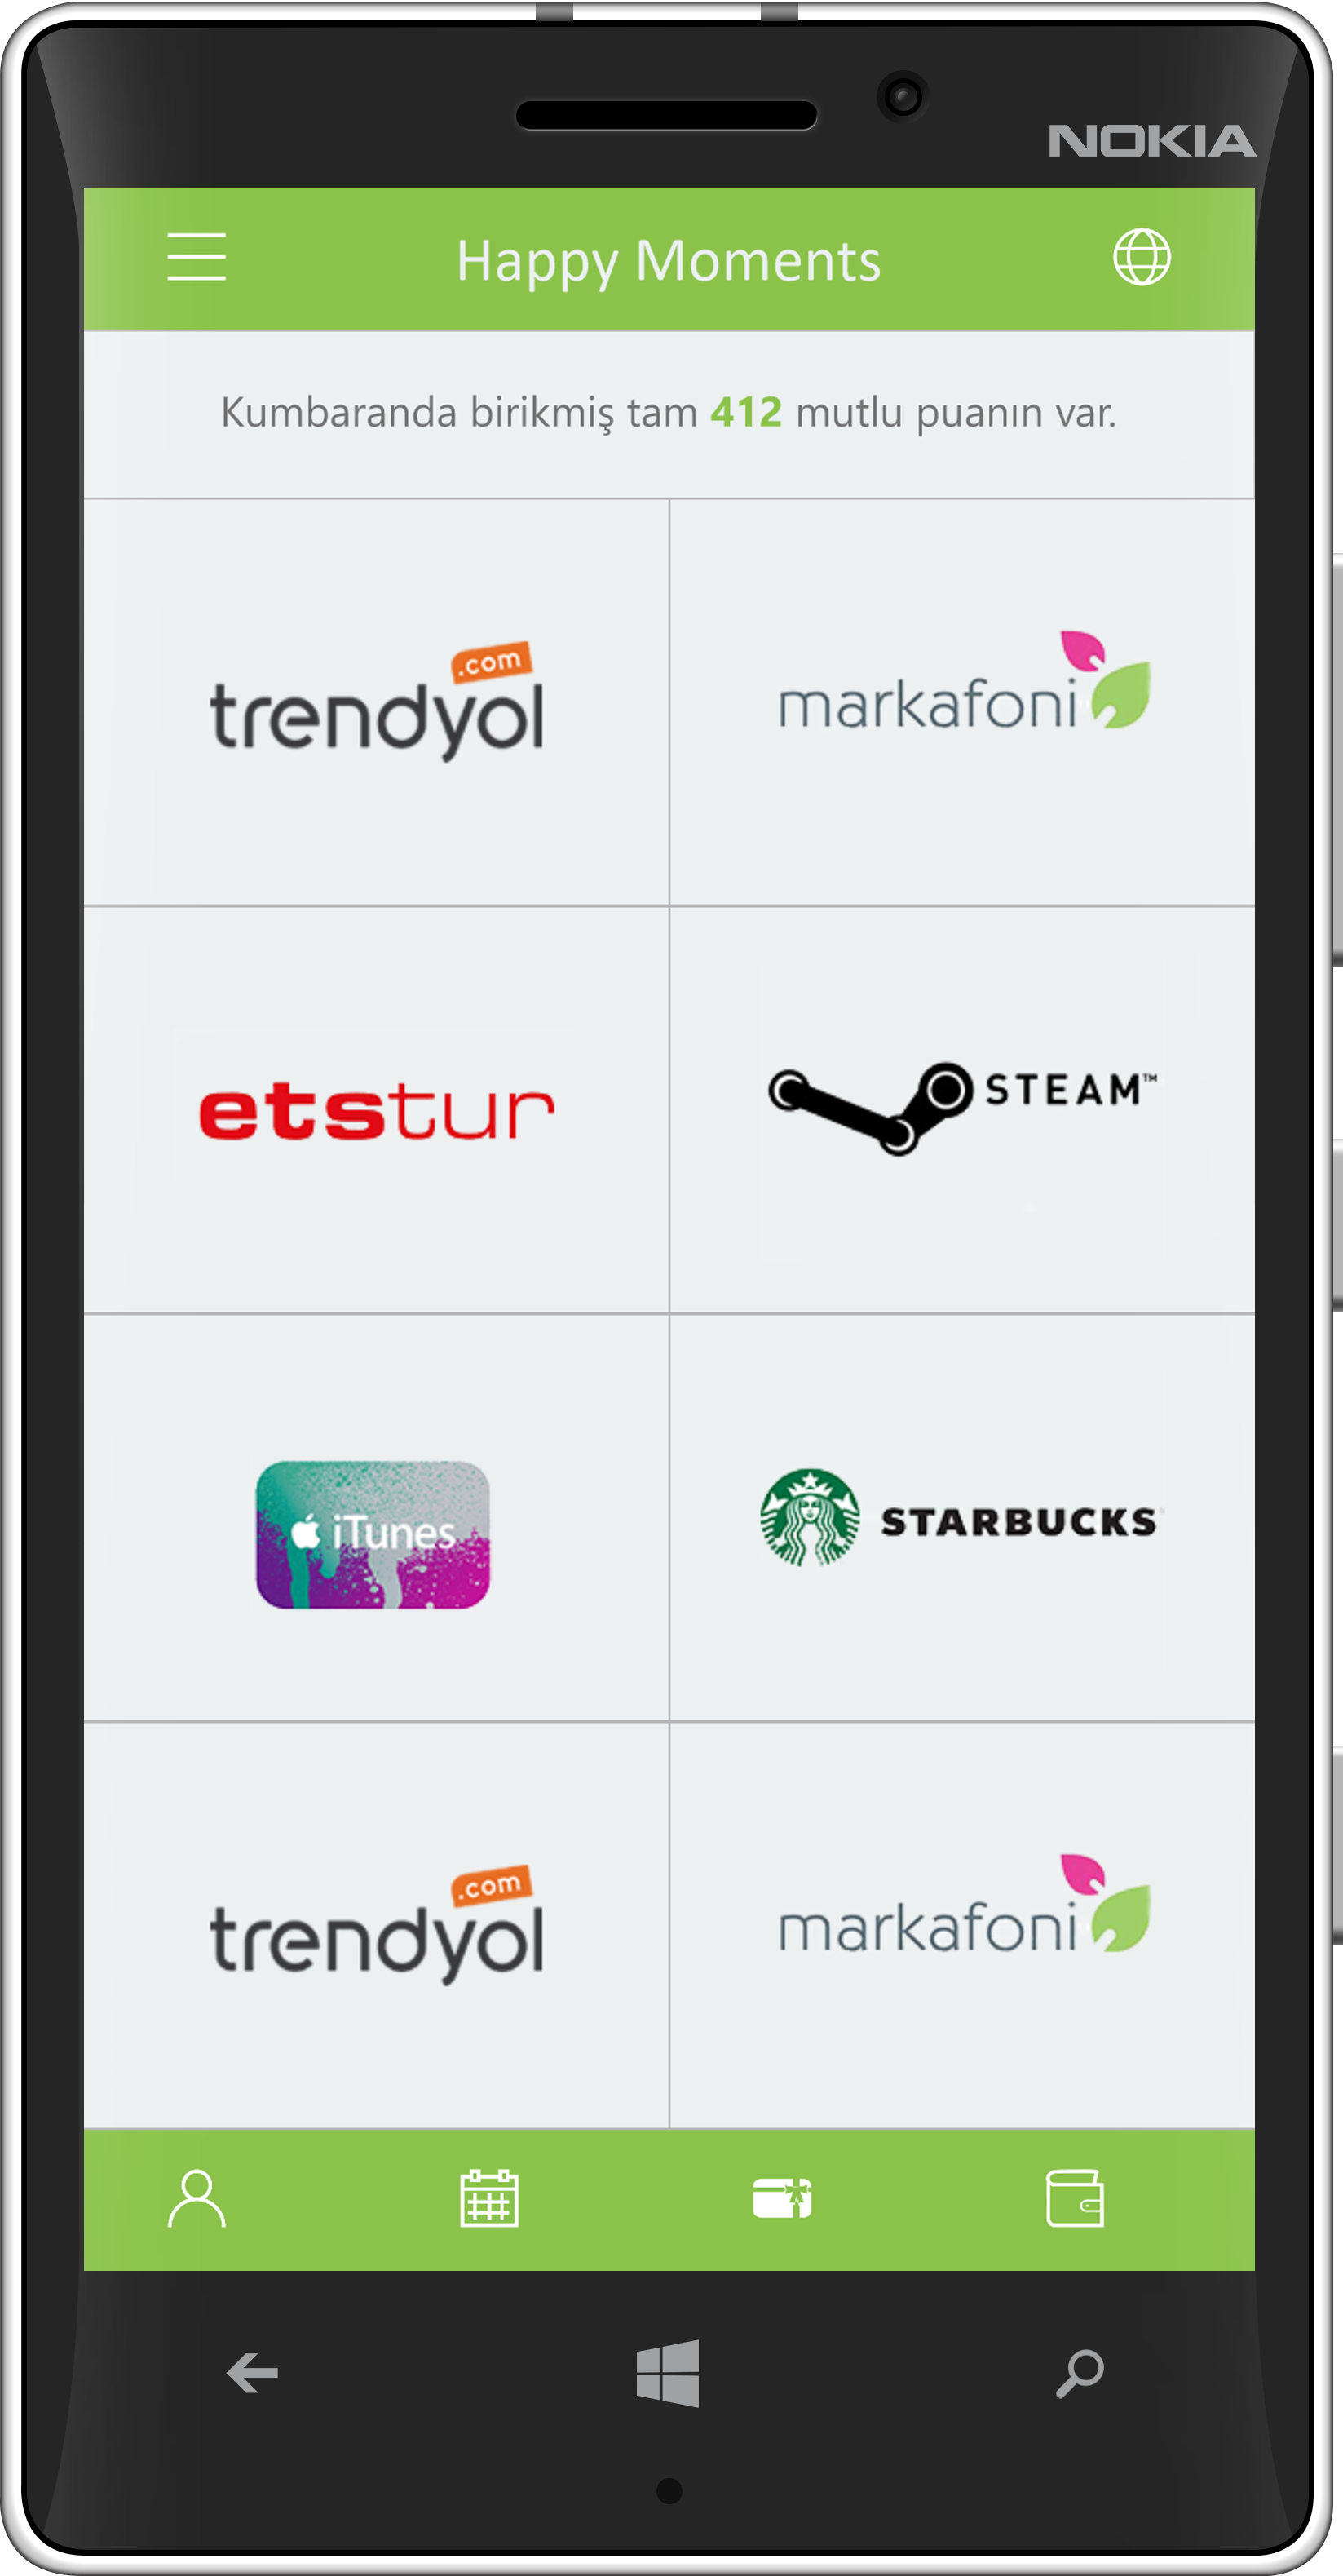 NOKIA
Happy Moments
Kumbaranda birikmiş tam 412 mutlu puanın var.
trendyol .com
markafoni
etstur
STEAM™
iTunes
STARBUCKS
trendyol .com
markafoni